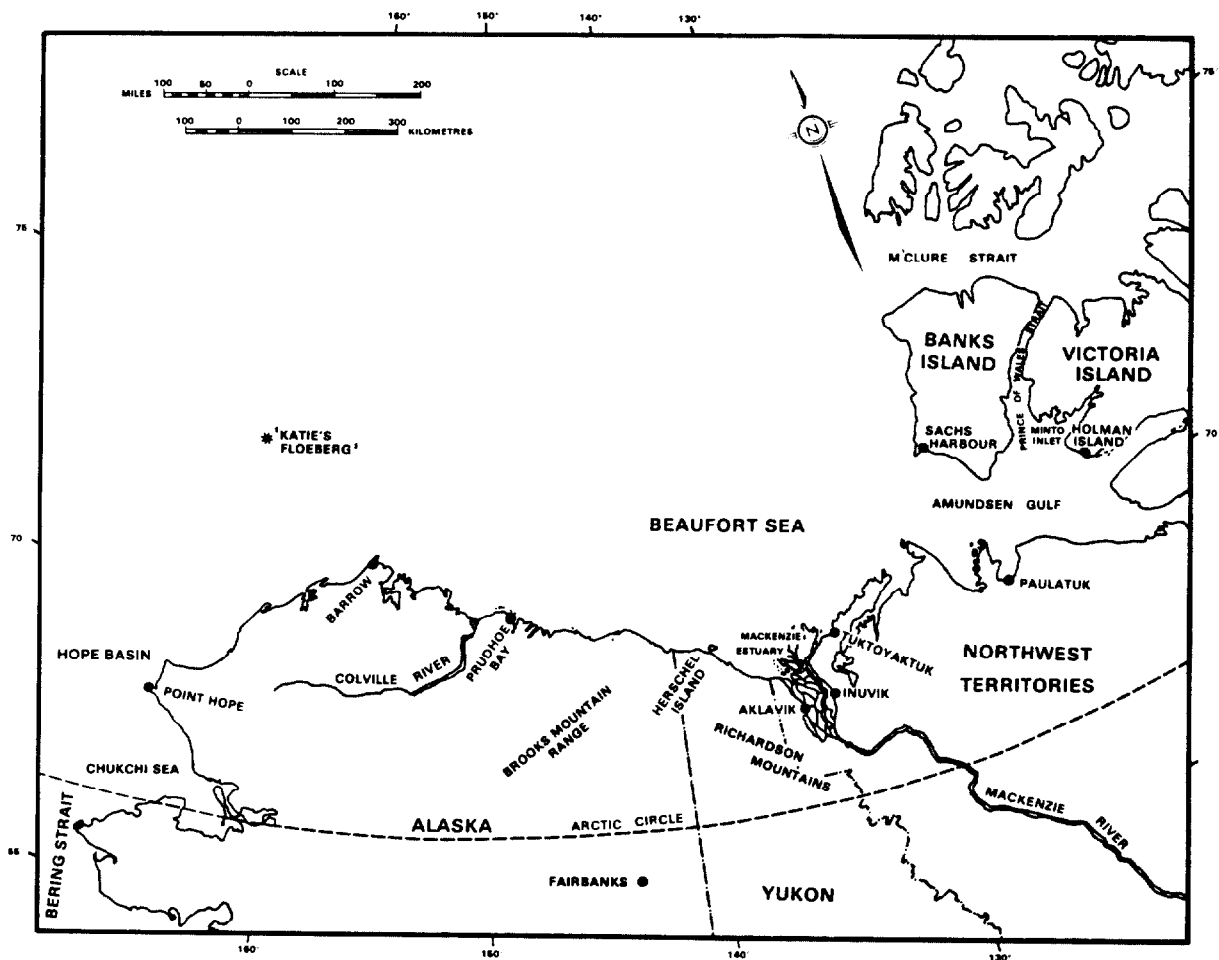 160° 150° 140° 130°
SCALE
100 50 0 100 200
MILES
100 0 100 200 300 KILOMETRES
N
75°
75
M'CLURE STRAIT
BANKS
ISLAND
PRINCE OF WALES STRAIT
VICTORIA
ISLAND
SACHS
HARBOUR
MINTO
INLET
HOLMAN
ISLAND
70
'KATIE'S
FLOEBERG'
AMUNDSEN GULF
BEAUFORT SEA
70
PAULATUK
BARROW
PRUDHOE
BAY
COLVILLE RIVER
HOPE BASIN
POINT HOPE
MACKENZIE
ESTUARY
TUKTOYAKTUK
NORTHWEST
TERRITORIES
HERSCHEL
ISLAND
INUVIK
AKLAVIK
BROOKS MOUNTAIN
RANGE
RICHARDSON
MOUNTAINS
CHUKCHI SEA
MACKENZIE RIVER
ALASKA
ARCTIC CIRCLE
BERING STRAIT
65
FAIRBANKS
YUKON
160° 150 140° 130°